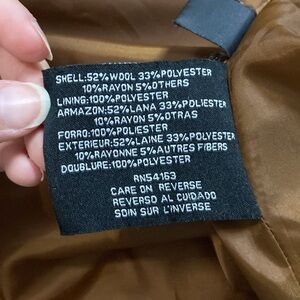 SHELL:52%WOOL 33%POLYESTER
10%RAYON 5%OTHERS
LINING:100%POLYESTER
ARMAZON:52%LANA 33%POLIESTER
10%RAYON 5%OTRAS
FORRO:100%POLIESTER
EXTERIEUR:52%LAINE 33%POLYESTER
10%RAYONNE 5%AUTRES FIBERS
DOUBLURE:100%POLYESTER
RN54163
CARE ON REVERSE
REVERSO AL CUIDADO
SOIN SUR L'INVERSE